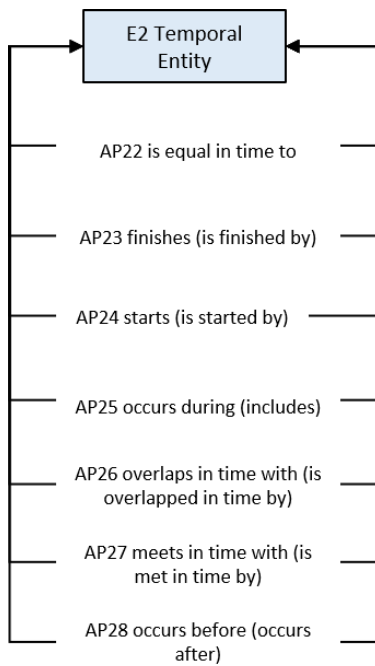 E2 Temporal
Entity
AP22 is equal in time to
AP23 finishes (is finished by)
AP24 starts (is started by)
AP25 occurs during (includes)
AP26 overlaps in time with (is
overlapped in time by)
AP27 meets in time with (is
met in time by)
AP28 occurs before (occurs
after)